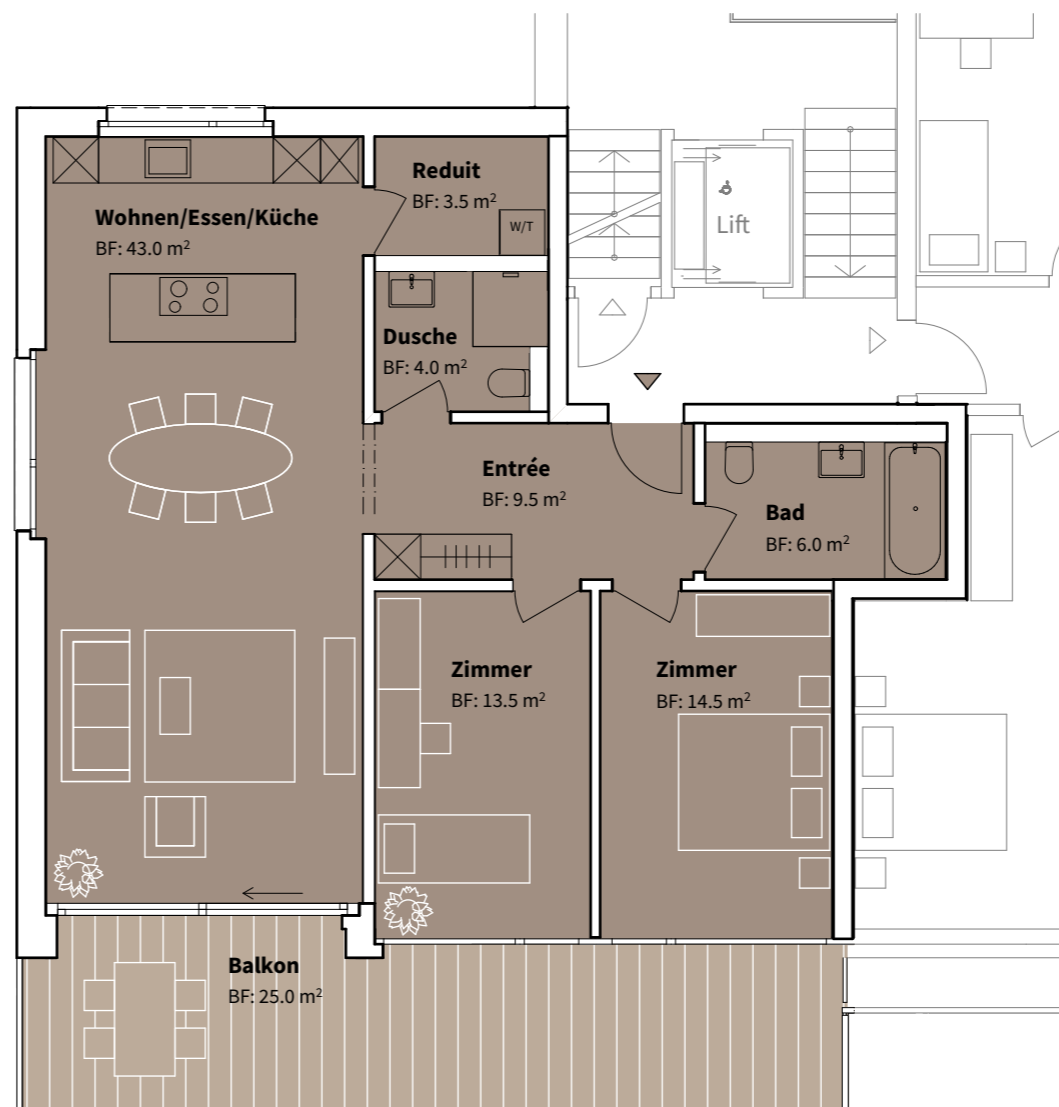 Reduit
BF: 3.5 m²
W/T
Wohnen/Essen/Küche
BF: 43.0 m²
Lift
Dusche
BF: 4.0 m²
Entrée
BF: 9.5 m²
Bad
BF: 6.0 m²
Zimmer
BF: 13.5 m²
Zimmer
BF: 14.5 m²
Balkon
BF: 25.0 m²